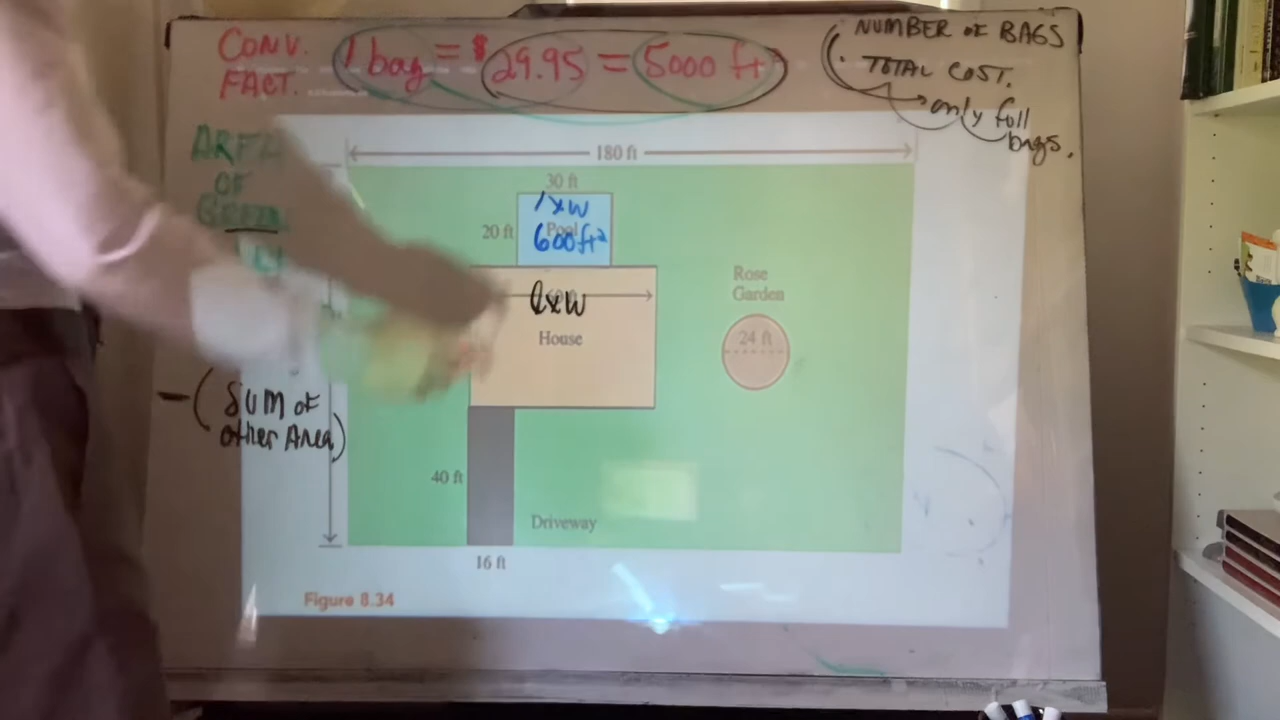 CONV. 1 bag = $29.95 = 5000 ft²
FACT.
NUMBER OF BAGS
TOTAL COST.
only full
bags.
AREA
OF
180 ft
30 ft
20 ft
l x w
Pool
600 ft²
l x w
House
Rose
Garden
24 ft
- (SUM OF
other Area)
40 ft
Driveway
16 ft
Figure 8.34